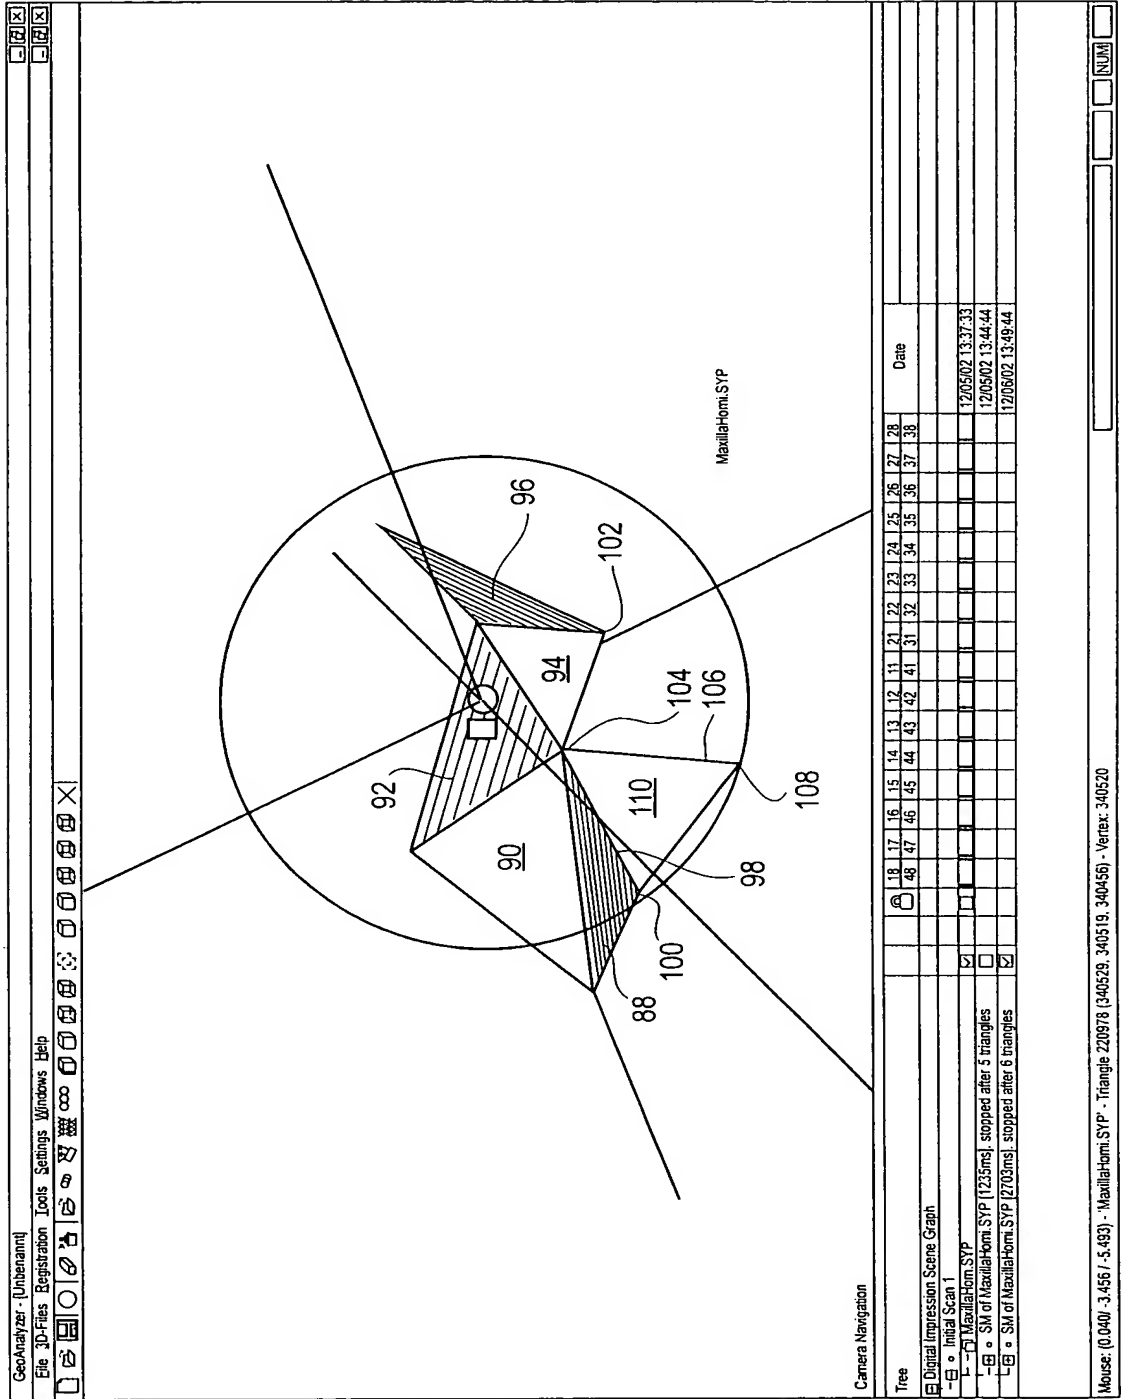 GeoAnalyzer - [Unbenannt]
File 3D-Files Registration Tools Settings Windows Help
92
90
96
94
102
104
106
110
108
98
100
88
MaxillaHomi.SYP
Camera Navigation
Tree 18 17 16 15 14 13 12 11 21 22 23 24 25 26 27 28 Date
48 47 46 45 44 43 42 41 31 32 33 34 35 36 37 38
Digital Impression Scene Graph
Initial Scan 1
MaxillaHom.SYP 12/05/02 13:37:33
SM of MaxillaHomi.SYP [1235ms]. stopped after 5 triangles 12/05/02 13:44:44
SM of MaxillaHomi.SYP [2703ms]. stopped after 6 triangles 12/06/02 13:49:44
Mouse: (0.040/ -3.456 / -5.493) - 'MaxillaHomi.SYP' - Triangle 220978 (340529, 340519, 340456) - Vertex: 340520
NUM